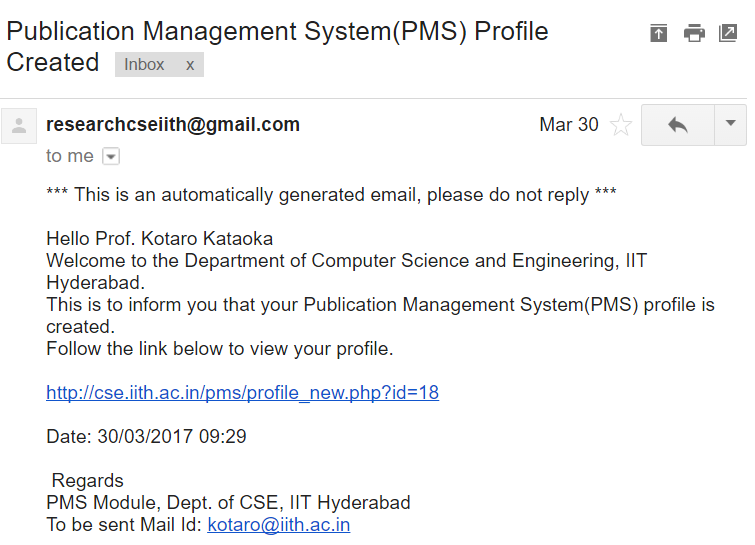 Publication Management System(PMS) Profile
Created Inbox x
researchcseiith@gmail.com Mar 30
to me
*** This is an automatically generated email, please do not reply ***
Hello Prof. Kotaro Kataoka
Welcome to the Department of Computer Science and Engineering, IIT
Hyderabad.
This is to inform you that your Publication Management System(PMS) profile is
created.
Follow the link below to view your profile.
http://cse.iith.ac.in/pms/profile_new.php?id=18
Date: 30/03/2017 09:29
Regards
PMS Module, Dept. of CSE, IIT Hyderabad
To be sent Mail Id: kotaro@iith.ac.in